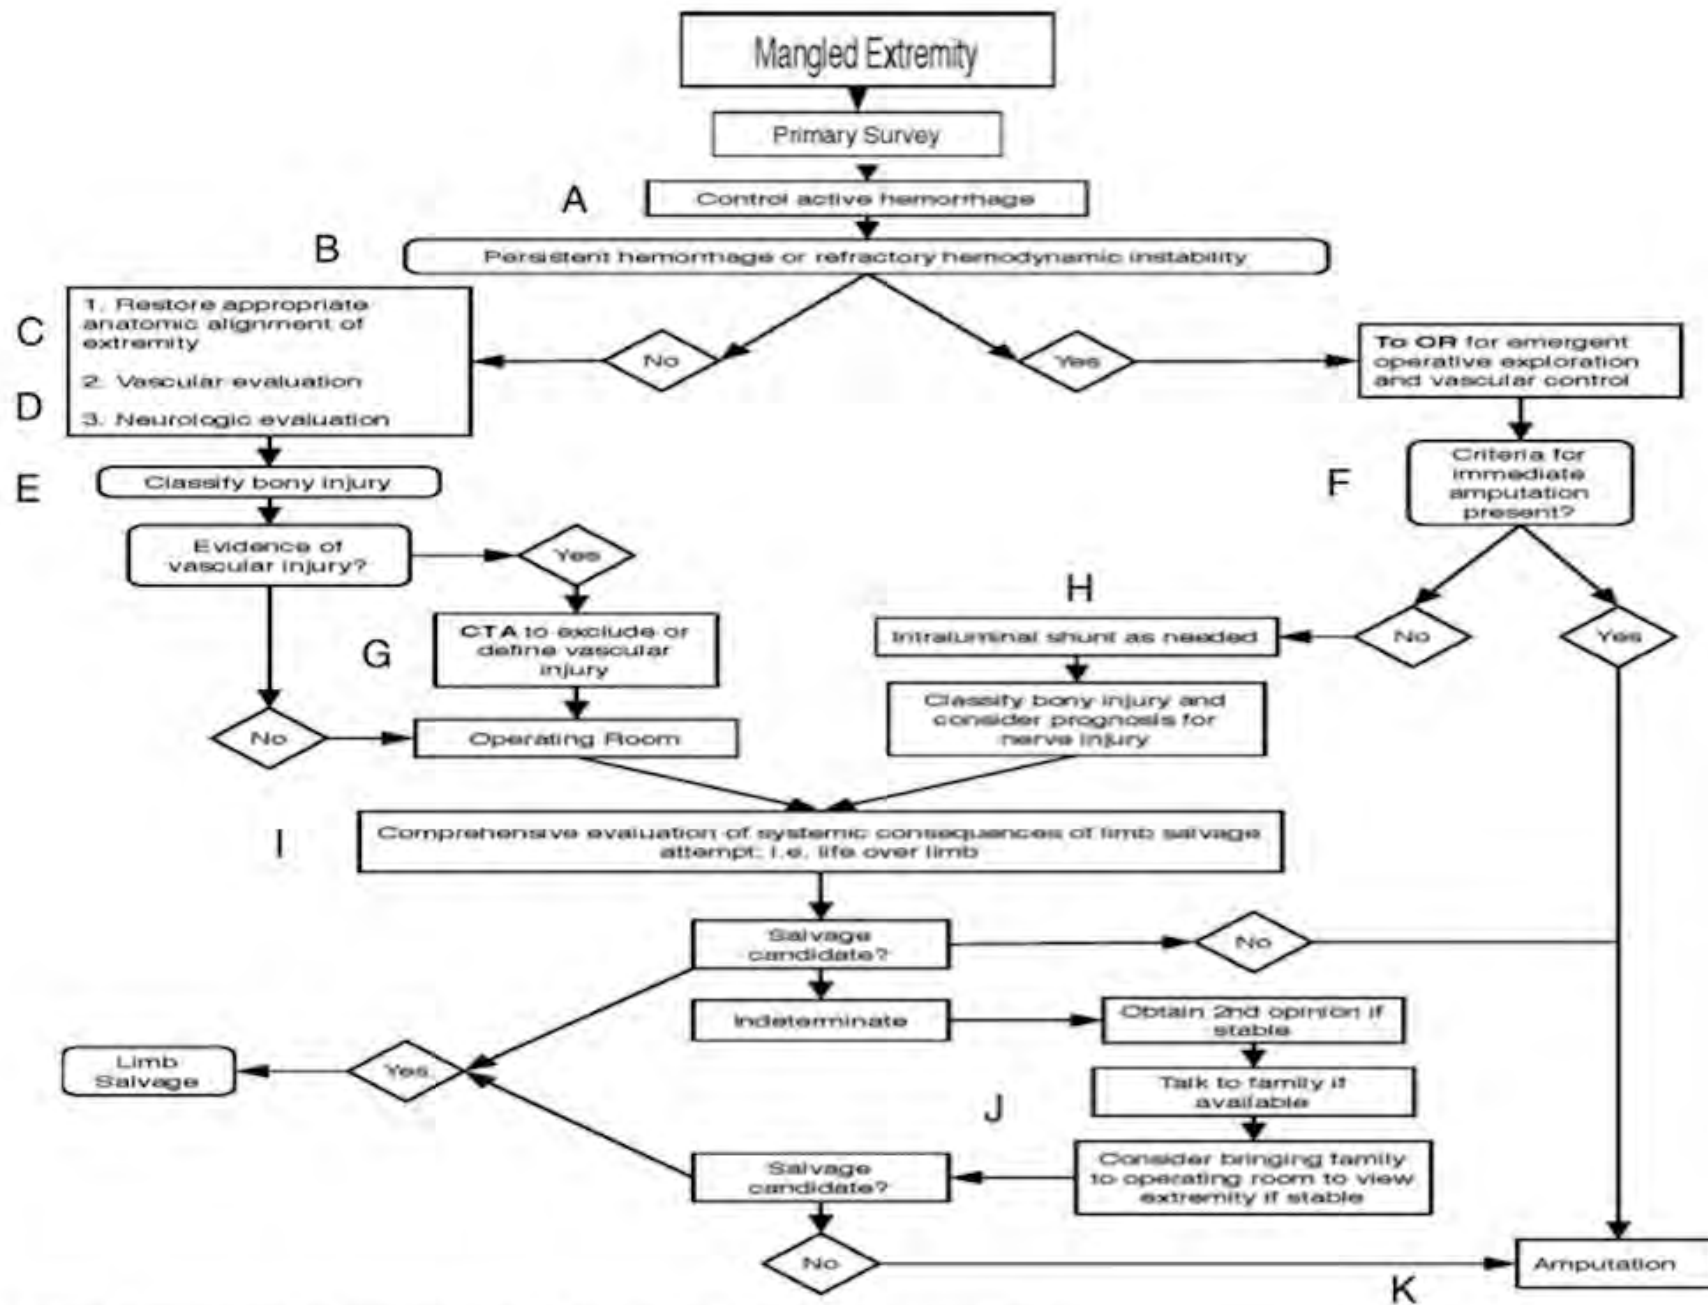 Mangled Extremity
Primary Survey
A
Control active hemorrhage
B
Persistent hemorrhage or refractory hemodynamic instability
C
1. Restore appropriate
anatomic alignment of
extremity
2. Vascular evaluation
D
3. Neurologic evaluation
No
Yes
To OR for emergent
operative exploration
and vascular control
E
Classify bony injury
F
Criteria for
immediate
amputation
present?
Evidence of
vascular injury?
Yes
H
G
CTA to exclude or
define vascular
injury
Intraluminal shunt as needed
No
Yes
Classify bony injury and
consider prognosis for
nerve injury
No
Operating Room
I
Comprehensive evaluation of systemic consequences of limb salvage
attempt; i.e. life over limb
Salvage
candidate?
No
Indeterminate
Obtain 2nd opinion if
stable
Limb
Salvage
Yes
Talk to family if
available
J
Salvage
candidate?
Consider bringing family
to operating room to view
extremity if stable
No
K
Amputation